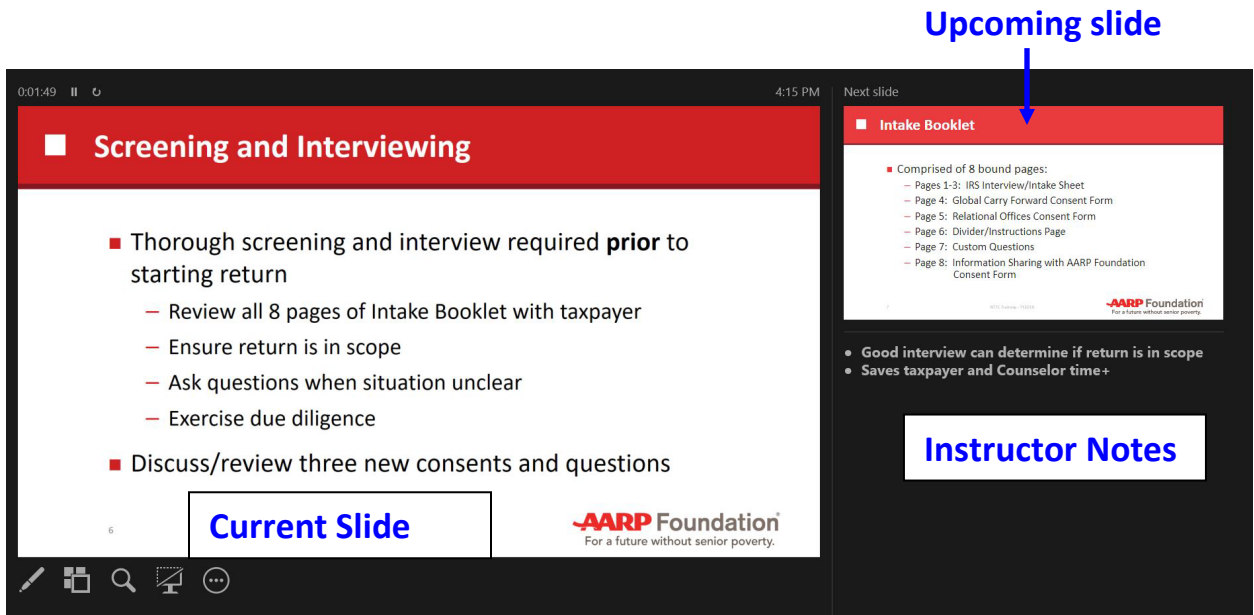 Upcoming slide
0:01:49
4:15 PM
Next slide
Screening and Interviewing
Thorough screening and interview required prior to
starting return
– Review all 8 pages of Intake Booklet with taxpayer
– Ensure return is in scope
– Ask questions when situation unclear
– Exercise due diligence
Discuss/review three new consents and questions
6
Current Slide
AARP Foundation
For a future without senior poverty.
Intake Booklet
Comprised of 8 bound pages:
– Pages 1-3: IRS Interview/Intake Sheet
– Page 4: Global Carry Forward Consent Form
– Page 5: Relational Offices Consent Form
– Page 6: Divider/Instructions Page
– Page 7: Custom Questions
– Page 8: Information Sharing with AARP Foundation
Consent Form
AARP Foundation
For a future without senior poverty.
● Good interview can determine if return is in scope
● Saves taxpayer and Counselor time+
Instructor Notes